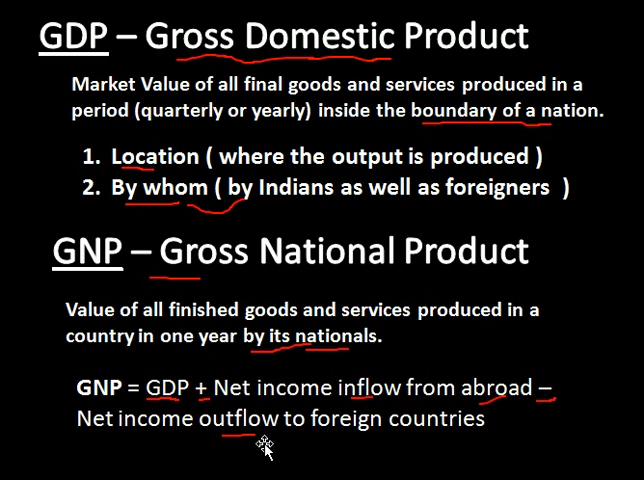 GDP – Gross Domestic Product
Market Value of all final goods and services produced in a
period (quarterly or yearly) inside the boundary of a nation.
1. Location ( where the output is produced )
2. By whom ( by Indians as well as foreigners )
GNP – Gross National Product
Value of all finished goods and services produced in a
country in one year by its nationals.
GNP = GDP + Net income inflow from abroad –
Net income outflow to foreign countries